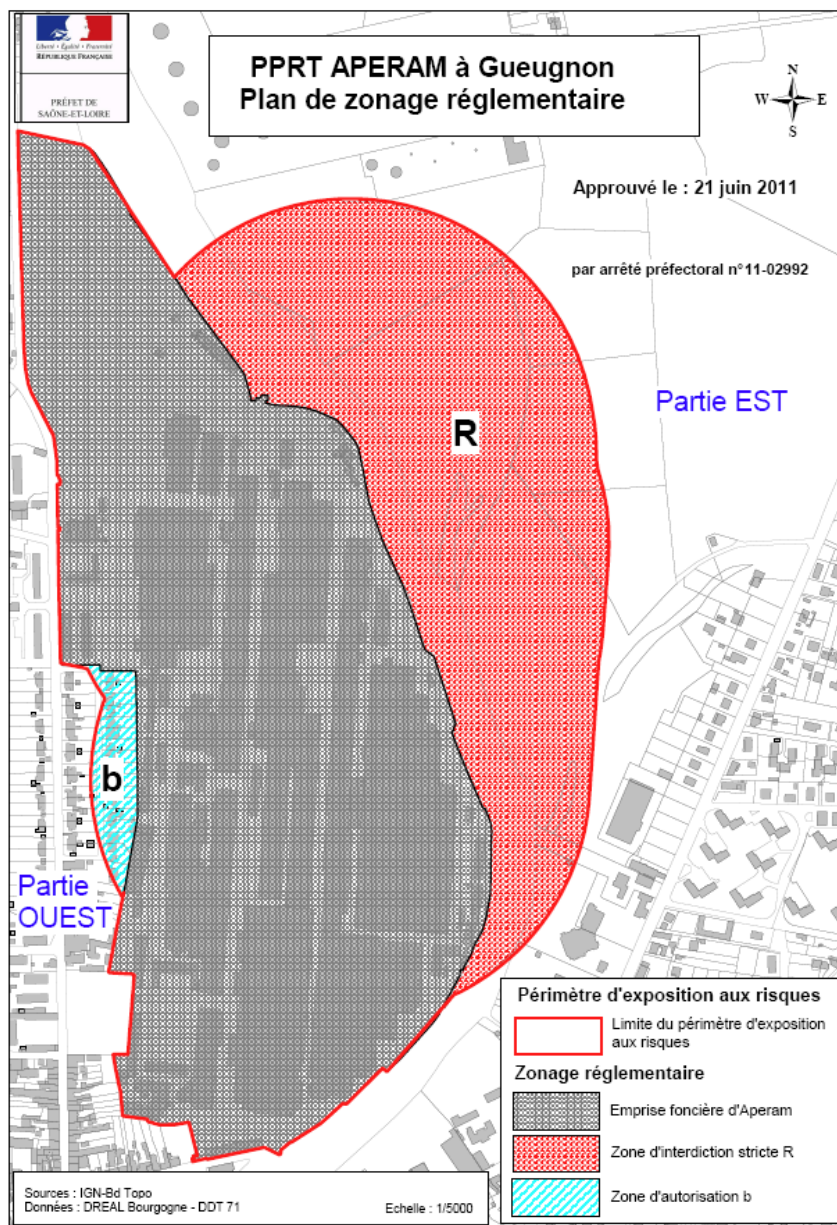 Liberté • Égalité • Fraternité
RÉPUBLIQUE FRANÇAISE
PRÉFET DE
SAÔNE-ET-LOIRE
PPRT APERAM à Gueugnon
Plan de zonage réglementaire
N
W E
S
Approuvé le : 21 juin 2011
par arrêté préfectoral n°11-02992
Partie EST
R
b
Partie
OUEST
Périmètre d'exposition aux risques
Limite du périmètre d'exposition
aux risques
Zonage réglementaire
Emprise foncière d'Aperam
Zone d'interdiction stricte R
Zone d'autorisation b
Sources : IGN-Bd Topo
Données : DREAL Bourgogne - DDT 71
Echelle : 1/5000